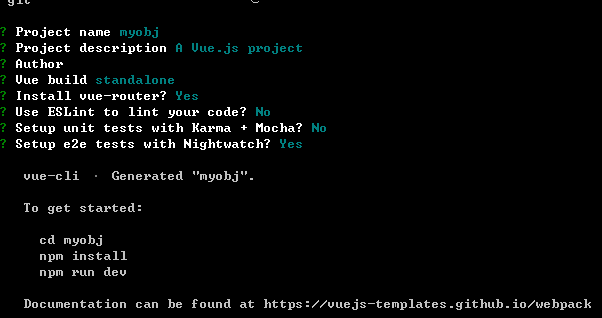 git
? Project name myobj
? Project description A Vue.js project
? Author
? Vue build standalone
? Install vue-router? Yes
? Use ESLint to lint your code? No
? Setup unit tests with Karma + Mocha? No
? Setup e2e tests with Nightwatch? Yes
vue-cli · Generated "myobj".
To get started:
cd myobj
npm install
npm run dev
Documentation can be found at https://vuejs-templates.github.io/webpack